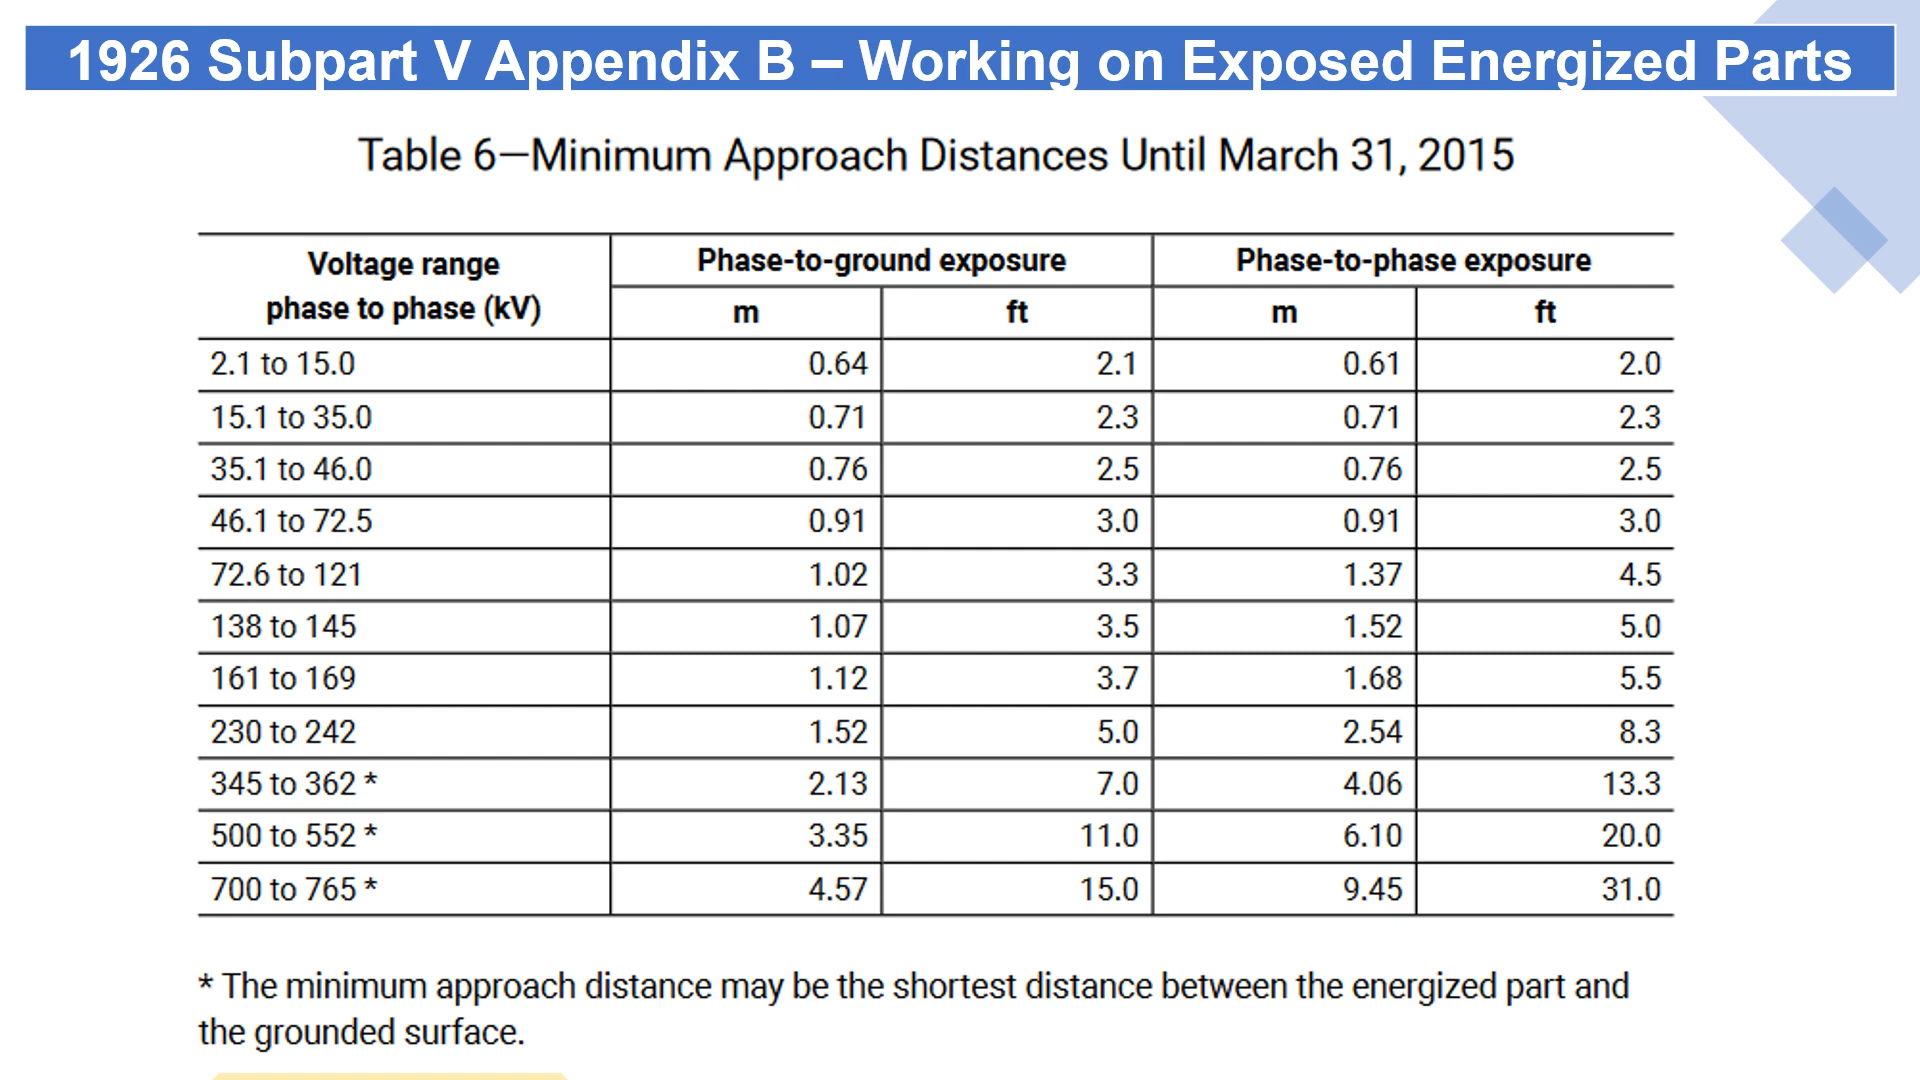 1926 Subpart V Appendix B – Working on Exposed Energized Parts
Table 6—Minimum Approach Distances Until March 31, 2015
Voltage range phase to phase (kV) Phase-to-ground exposure Phase-to-phase exposure
m ft m ft
2.1 to 15.0 0.64 2.1 0.61 2.0
15.1 to 35.0 0.71 2.3 0.71 2.3
35.1 to 46.0 0.76 2.5 0.76 2.5
46.1 to 72.5 0.91 3.0 0.91 3.0
72.6 to 121 1.02 3.3 1.37 4.5
138 to 145 1.07 3.5 1.52 5.0
161 to 169 1.12 3.7 1.68 5.5
230 to 242 1.52 5.0 2.54 8.3
345 to 362 * 2.13 7.0 4.06 13.3
500 to 552 * 3.35 11.0 6.10 20.0
700 to 765 * 4.57 15.0 9.45 31.0
* The minimum approach distance may be the shortest distance between the energized part and
the grounded surface.